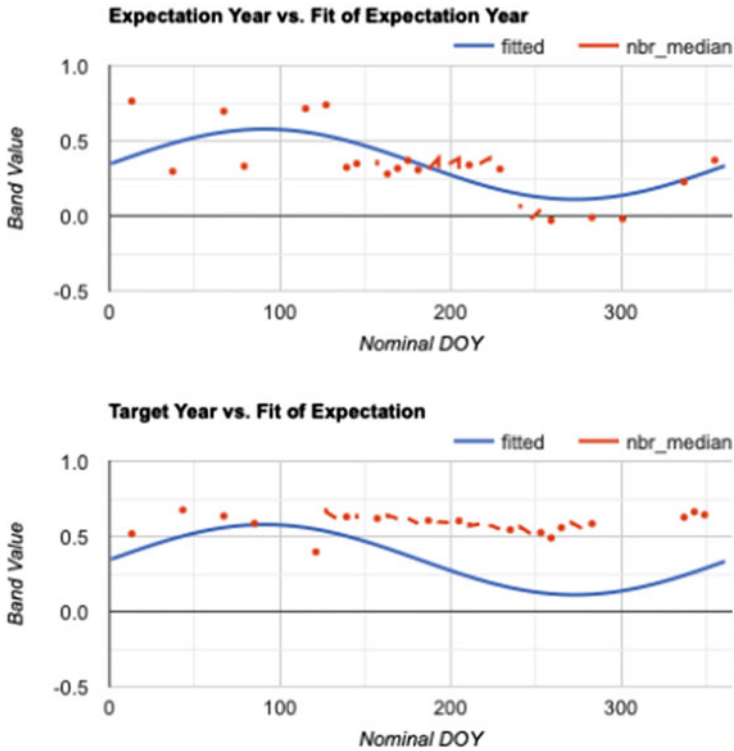 Expectation Year vs. Fit of Expectation Year
fitted nbr_median
1.0
0.5
0.0
-0.5
Band Value
0 100 200 300
Nominal DOY
Target Year vs. Fit of Expectation
fitted nbr_median
1.0
0.5
0.0
-0.5
Band Value
0 100 200 300
Nominal DOY